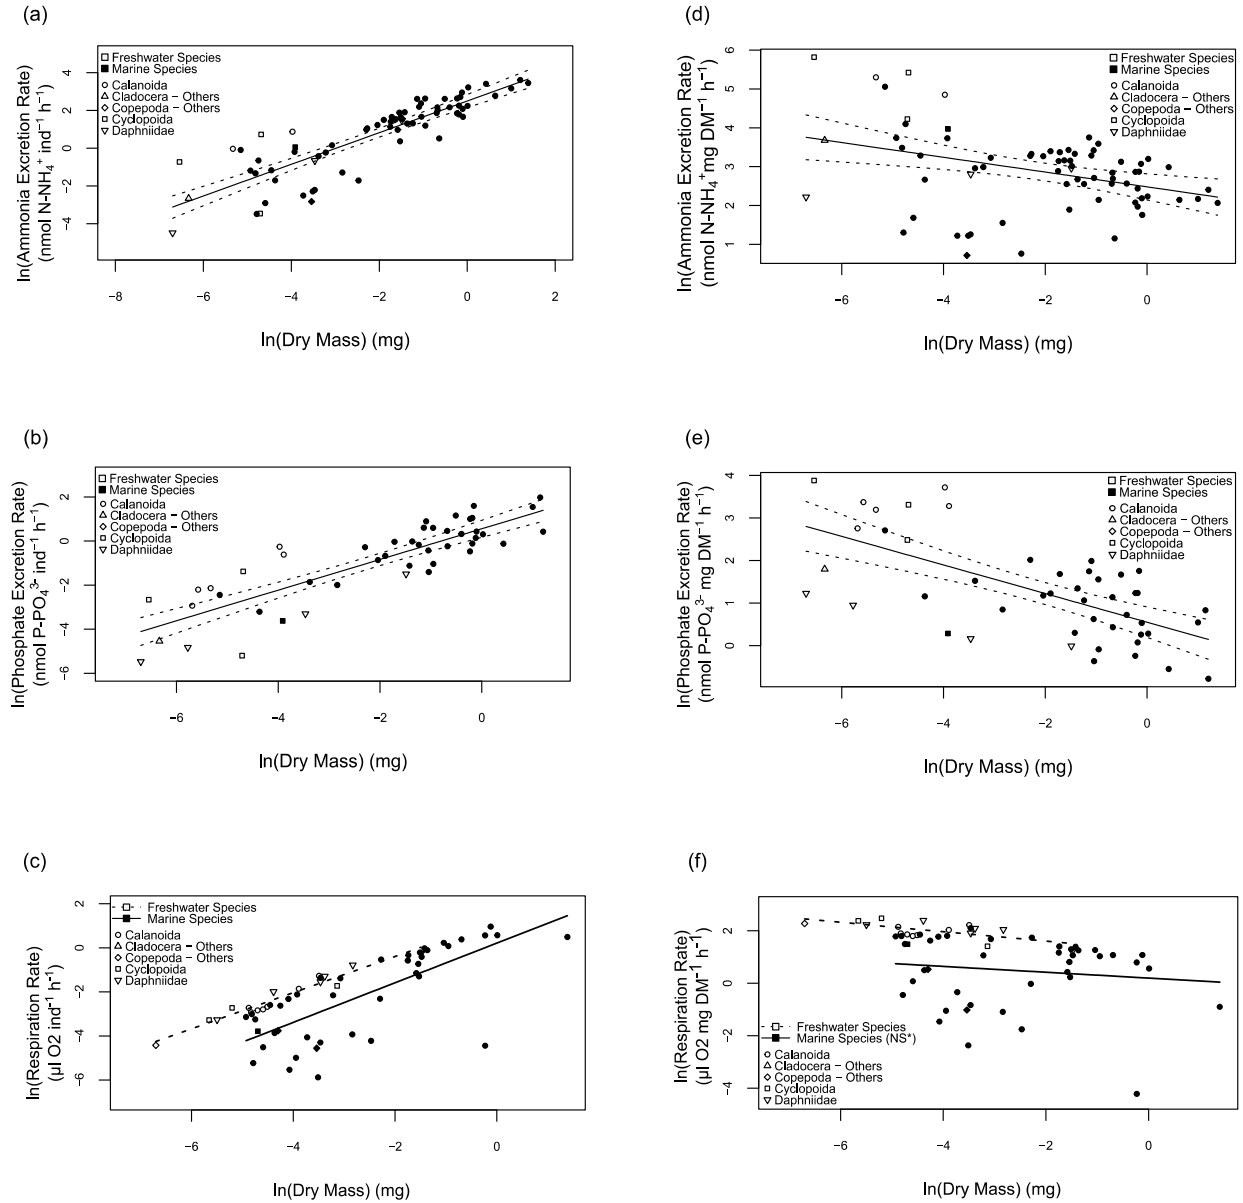 (a)
ln(Ammonia Excretion Rate)
(nmol N-NH₄⁺ ind⁻¹ h⁻¹)
Freshwater Species
Marine Species
Calanoida
Cladocera − Others
Copepoda − Others
Cyclopoida
Daphniidae
4
2
0
−2
−4
−8
−6
−4
−2
0
2
ln(Dry Mass) (mg)
(d)
ln(Ammonia Excretion Rate)
(nmol N-NH₄⁺mg DM⁻¹ h⁻¹)
Freshwater Species
Marine Species
Calanoida
Cladocera − Others
Copepoda − Others
Cyclopoida
Daphniidae
6
5
4
3
2
1
−6
−4
−2
0
ln(Dry Mass) (mg)
(b)
ln(Phosphate Excretion Rate)
(nmol P-PO₄³⁻ ind⁻¹ h⁻¹)
Freshwater Species
Marine Species
Calanoida
Cladocera − Others
Copepoda − Others
Cyclopoida
Daphniidae
2
0
−2
−4
−6
−6
−4
−2
0
ln(Dry Mass) (mg)
(e)
ln(Phosphate Excretion Rate)
(nmol P-PO₄³⁻ mg DM⁻¹ h⁻¹)
Freshwater Species
Marine Species
Calanoida
Cladocera − Others
Copepoda − Others
Cyclopoida
Daphniidae
4
3
2
1
0
−6
−4
−2
0
ln(Dry Mass) (mg)
(c)
ln(Respiration Rate)
(µl O2 ind⁻¹ h⁻¹)
Freshwater Species
Marine Species
Calanoida
Cladocera − Others
Copepoda − Others
Cyclopoida
Daphniidae
2
0
−2
−4
−6
−6
−4
−2
0
ln(Dry Mass) (mg)
(f)
ln(Respiration Rate)
(µl O2 mg DM⁻¹ h⁻¹)
Freshwater Species
Marine Species (NS*)
Calanoida
Cladocera − Others
Copepoda − Others
Cyclopoida
Daphniidae
4
2
0
−2
−4
−6
−4
−2
0
ln(Dry Mass) (mg)